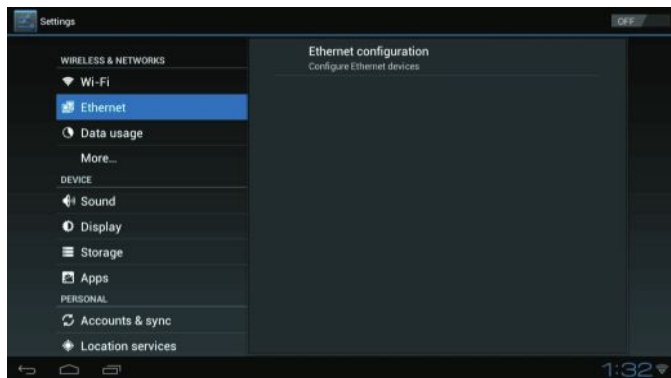 Settings
OFF
WIRELESS & NETWORKS
Wi-Fi
Ethernet
Data usage
More...
DEVICE
Sound
Display
Storage
Apps
PERSONAL
Accounts & sync
Location services
Ethernet configuration
Configure Ethernet devices
1:32